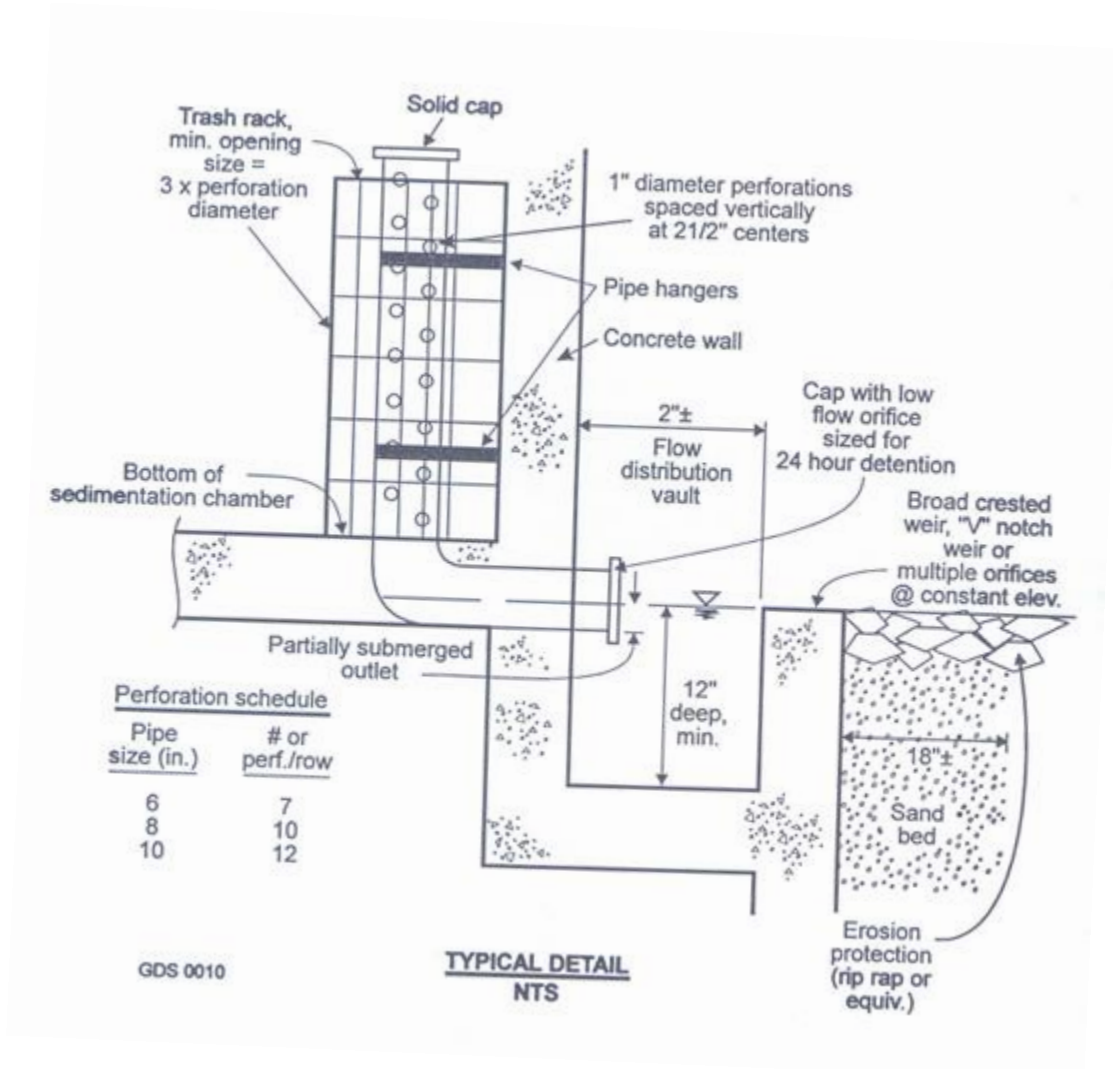 Solid cap
Trash rack,
min. opening
size =
3 x perforation
diameter
1" diameter perforations
spaced vertically
at 21/2" centers
Pipe hangers
Concrete wall
Cap with low
flow orifice
sized for
24 hour detention
2"±
Flow
distribution
vault
Bottom of
sedimentation chamber
Broad crested
weir, "V" notch
weir or
multiple orifices
@ constant elev.
Partially submerged
outlet
12"
deep,
min.
18"±
Sand
bed
Perforation schedule
Pipe
size (in.)
# or
perf./row
6 7
8 10
10 12
Erosion
protection
(rip rap or
equiv.)
GDS 0010
TYPICAL DETAIL
NTS